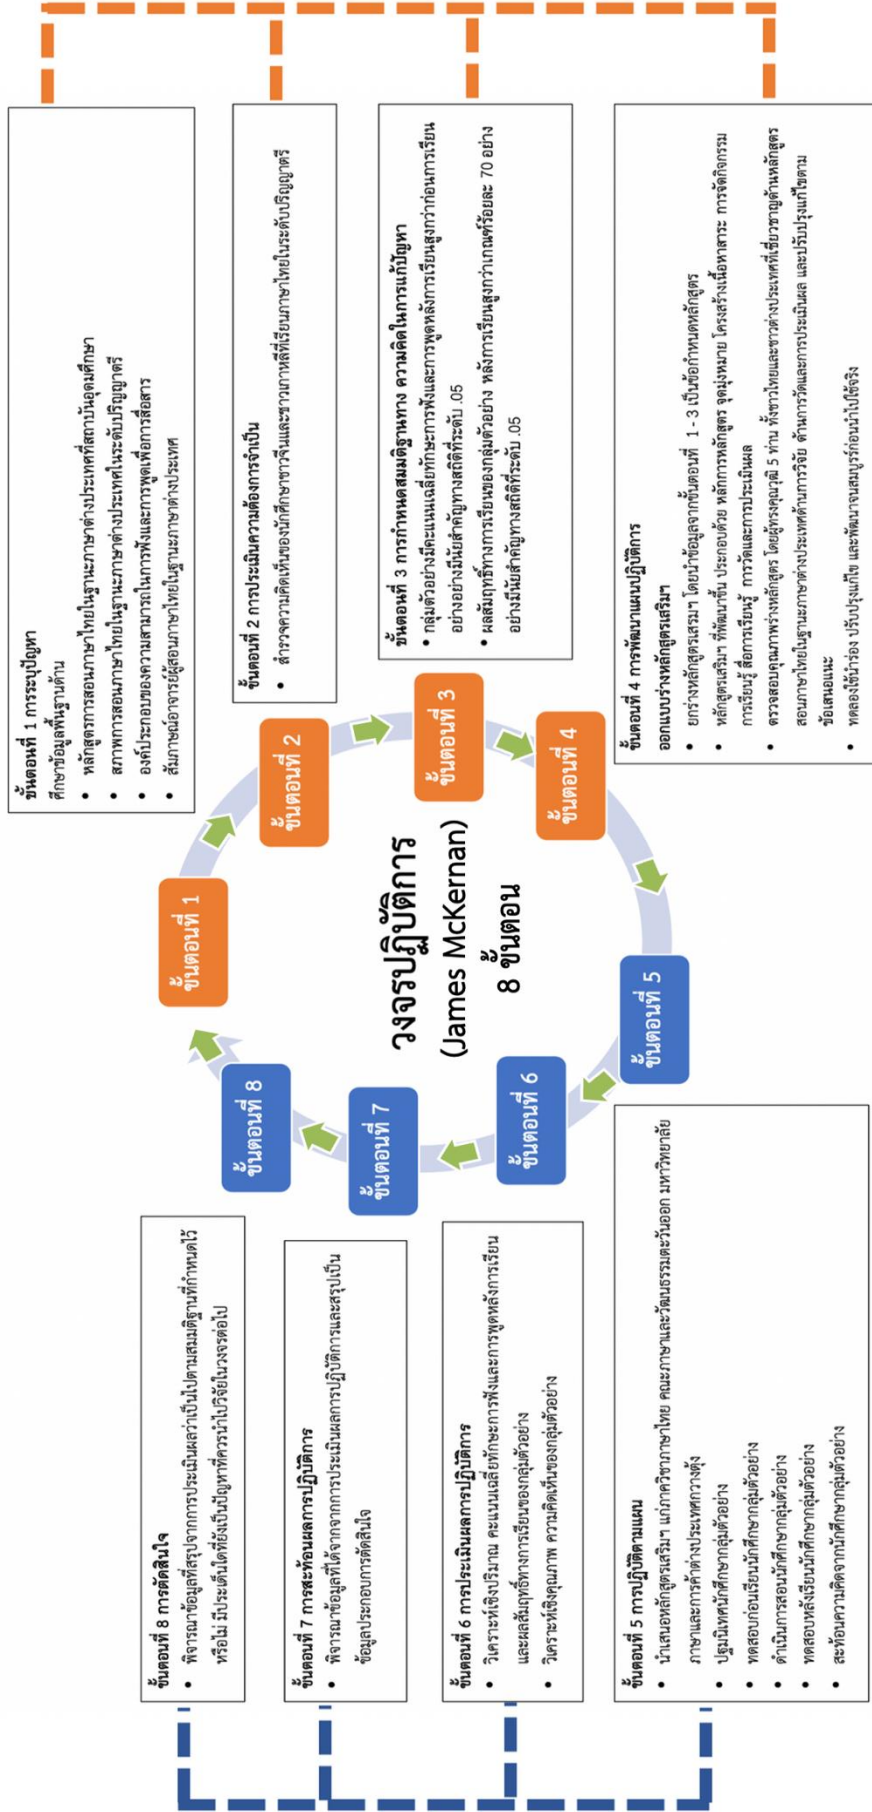 ขั้นตอนที่ 1 การระบุปัญหา
ศึกษาข้อมูลพื้นฐานด้าน
• หลักสูตรการสอนภาษาไทยในฐานะภาษาต่างประเทศที่สถาบันอุดมศึกษา
• สภาพการสอนภาษาไทยในฐานะภาษาต่างประเทศในระดับปริญญาตรี
• องค์ประกอบของความสามารถในการฟังและการพูดเพื่อการสื่อสาร
• สัมภาษณ์อาจารย์ผู้สอนภาษาไทยในฐานะภาษาต่างประเทศ
ขั้นตอนที่ 2 การประเมินความต้องการจำเป็น
• สำรวจความคิดเห็นของนักศึกษาชาวจีนและชาวเกาหลีที่เรียนภาษาไทยในระดับปริญญาตรี
ขั้นตอนที่ 3 การกำหนดสมมติฐานทาง ความคิดในการแก้ปัญหา
• กลุ่มตัวอย่างมีคะแนนเฉลี่ยทักษะการฟังและการพูดหลังการเรียนสูงกว่าก่อนการเรียน
อย่างอย่างมีนัยสำคัญทางสถิติที่ระดับ .05
• ผลสัมฤทธิ์ทางการเรียนของกลุ่มตัวอย่าง หลังการเรียนสูงกว่าเกณฑ์ร้อยละ 70 อย่าง
อย่างมีนัยสำคัญทางสถิติที่ระดับ .05
ขั้นตอนที่ 4 การพัฒนาแผนปฏิบัติการ
ออกแบบร่างหลักสูตรเสริมฯ
• ยกร่างหลักสูตรเสริมฯ โดยนำข้อมูลจากขั้นตอนที่ 1 - 3 เป็นข้อกำหนดหลักสูตร
• หลักสูตรเสริมฯ ที่พัฒนาขึ้น ประกอบด้วย หลักการหลักสูตร จุดมุ่งหมาย โครงสร้างเนื้อหาสาระ การจัดกิจกรรม
การเรียนรู้ สื่อการเรียนรู้ การวัดและการประเมินผล
• ตรวจสอบคุณภาพร่างหลักสูตร โดยผู้ทรงคุณวุฒิ 5 ท่าน ทั้งชาวไทยและชาวต่างประเทศที่เชี่ยวชาญด้านหลักสูตร
สอนภาษาไทยในฐานะภาษาต่างประเทศด้านการวิจัย ด้านการวัดและการประเมินผล และปรับปรุงแก้ไขตาม
ข้อเสนอแนะ
• ทดลองใช้นำร่อง ปรับปรุงแก้ไข และพัฒนาจนสมบูรณ์ก่อนนำไปใช้จริง
ขั้นตอนที่ 1
ขั้นตอนที่ 2
ขั้นตอนที่ 3
ขั้นตอนที่ 4
ขั้นตอนที่ 5
ขั้นตอนที่ 6
ขั้นตอนที่ 7
ขั้นตอนที่ 8
วงจรปฏิบัติการ
(James McKernan)
8 ขั้นตอน
ขั้นตอนที่ 8 การตัดสินใจ
• พิจารณาข้อมูลที่สรุปจากการประเมินผลว่าเป็นไปตามสมมติฐานที่กำหนดไว้
หรือไม่ มีประเด็นใดที่ยังเป็นปัญหาที่ควรนำไปวิจัยในวงจรต่อไป
ขั้นตอนที่ 7 การสะท้อนผลการปฏิบัติการ
• พิจารณาข้อมูลที่ได้จากจากการประเมินผลการปฏิบัติการและสรุปเป็น
ข้อมูลประกอบการตัดสินใจ
ขั้นตอนที่ 6 การประเมินผลการปฏิบัติการ
• วิเคราะห์เชิงปริมาณ คะแนนเฉลี่ยทักษะการฟังและการพูดหลังการเรียน
และผลสัมฤทธิ์ทางการเรียนของกลุ่มตัวอย่าง
• วิเคราะห์เชิงคุณภาพ ความคิดเห็นของกลุ่มตัวอย่าง
ขั้นตอนที่ 5 การปฏิบัติตามแผน
• นำเสนอหลักสูตรเสริมฯ แก่ภาควิชาภาษาไทย คณะภาษาและวัฒนธรรมตะวันออก มหาวิทยาลัย
ภาษาและการค้าต่างประเทศกวางตุ้ง
• ปฐมนิเทศนักศึกษากลุ่มตัวอย่าง
• ทดสอบก่อนเรียนนักศึกษากลุ่มตัวอย่าง
• ดำเนินการสอนนักศึกษากลุ่มตัวอย่าง
• ทดสอบหลังเรียนนักศึกษากลุ่มตัวอย่าง
• สะท้อนความคิดจากนักศึกษากลุ่มตัวอย่าง